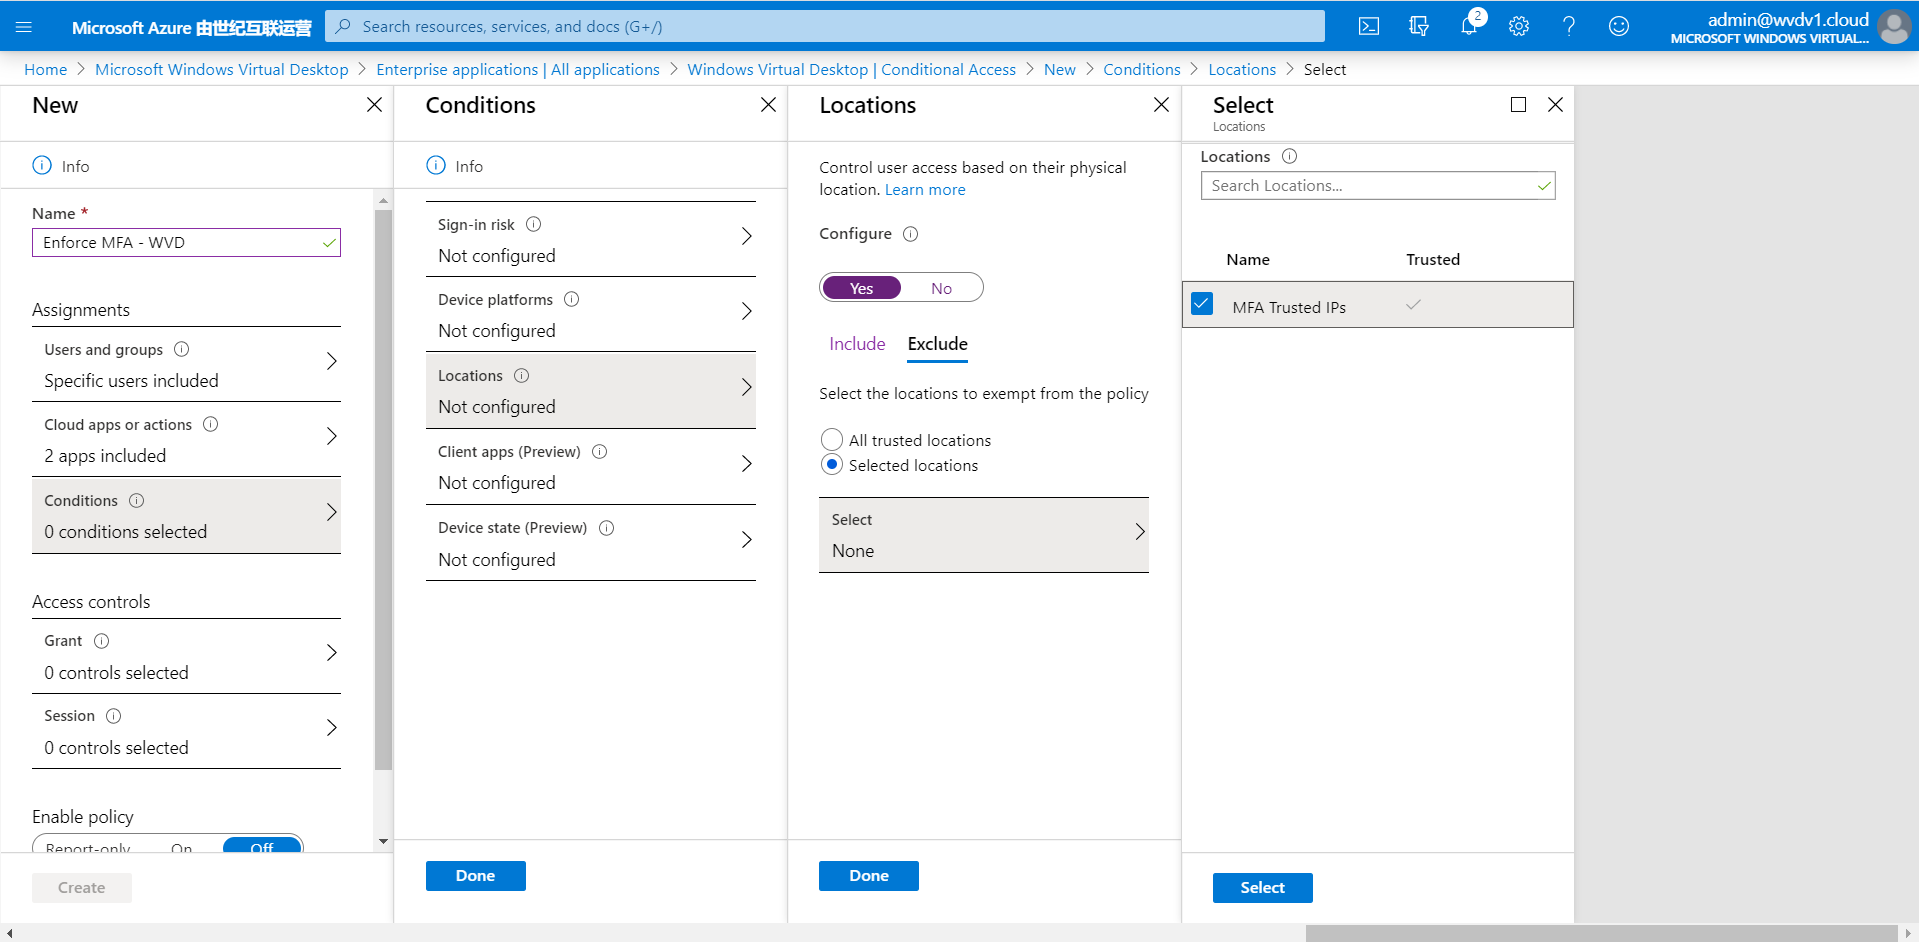 Microsoft Azure 由世纪互联运营
Search resources, services, and docs (G+/)
2
admin@wvdv1.cloud
MICROSOFT WINDOWS VIRTUAL...
Home > Microsoft Windows Virtual Desktop > Enterprise applications | All applications > Windows Virtual Desktop | Conditional Access > New > Conditions > Locations > Select
New
Info
Name *
Enforce MFA - WVD
Assignments
Users and groups
Specific users included
Cloud apps or actions
2 apps included
Conditions
0 conditions selected
Access controls
Grant
0 controls selected
Session
0 controls selected
Enable policy
Report-only On Off
Create
Conditions
Info
Sign-in risk
Not configured
Device platforms
Not configured
Locations
Not configured
Client apps (Preview)
Not configured
Device state (Preview)
Not configured
Done
Locations
Control user access based on their physical
location. Learn more
Configure
Yes No
Include Exclude
Select the locations to exempt from the policy
All trusted locations
Selected locations
Select
None
Done
Select
Locations
Locations
Search Locations...
Name Trusted
MFA Trusted IPs
Select